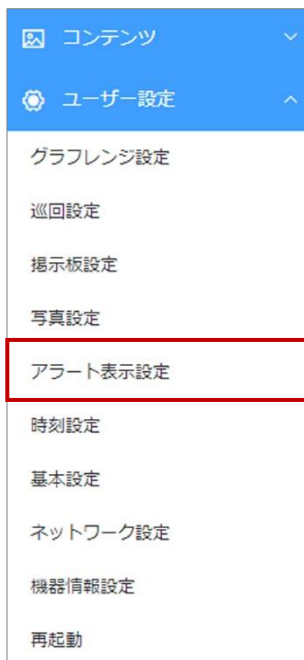 コンテンツ
ユーザー設定
グラフレンジ設定
巡回設定
掲示板設定
写真設定
アラート表示設定
時刻設定
基本設定
ネットワーク設定
機器情報設定
再起動